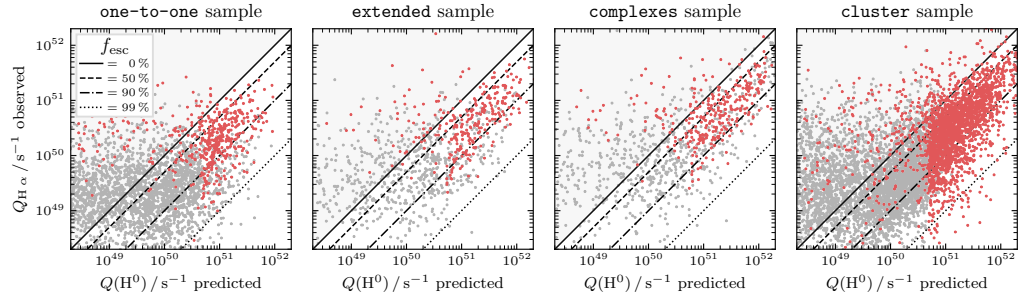 one-to-one sample
extended sample
complexes sample
cluster sample
Q_{H α} / s^{-1} observed
10^{52}
10^{51}
10^{50}
10^{49}
f_{esc}
= 0 %
= 50 %
= 90 %
= 99 %
10^{49} 10^{50} 10^{51} 10^{52}
10^{49} 10^{50} 10^{51} 10^{52}
10^{49} 10^{50} 10^{51} 10^{52}
10^{49} 10^{50} 10^{51} 10^{52}
Q(H^0) / s^{-1} predicted
Q(H^0) / s^{-1} predicted
Q(H^0) / s^{-1} predicted
Q(H^0) / s^{-1} predicted